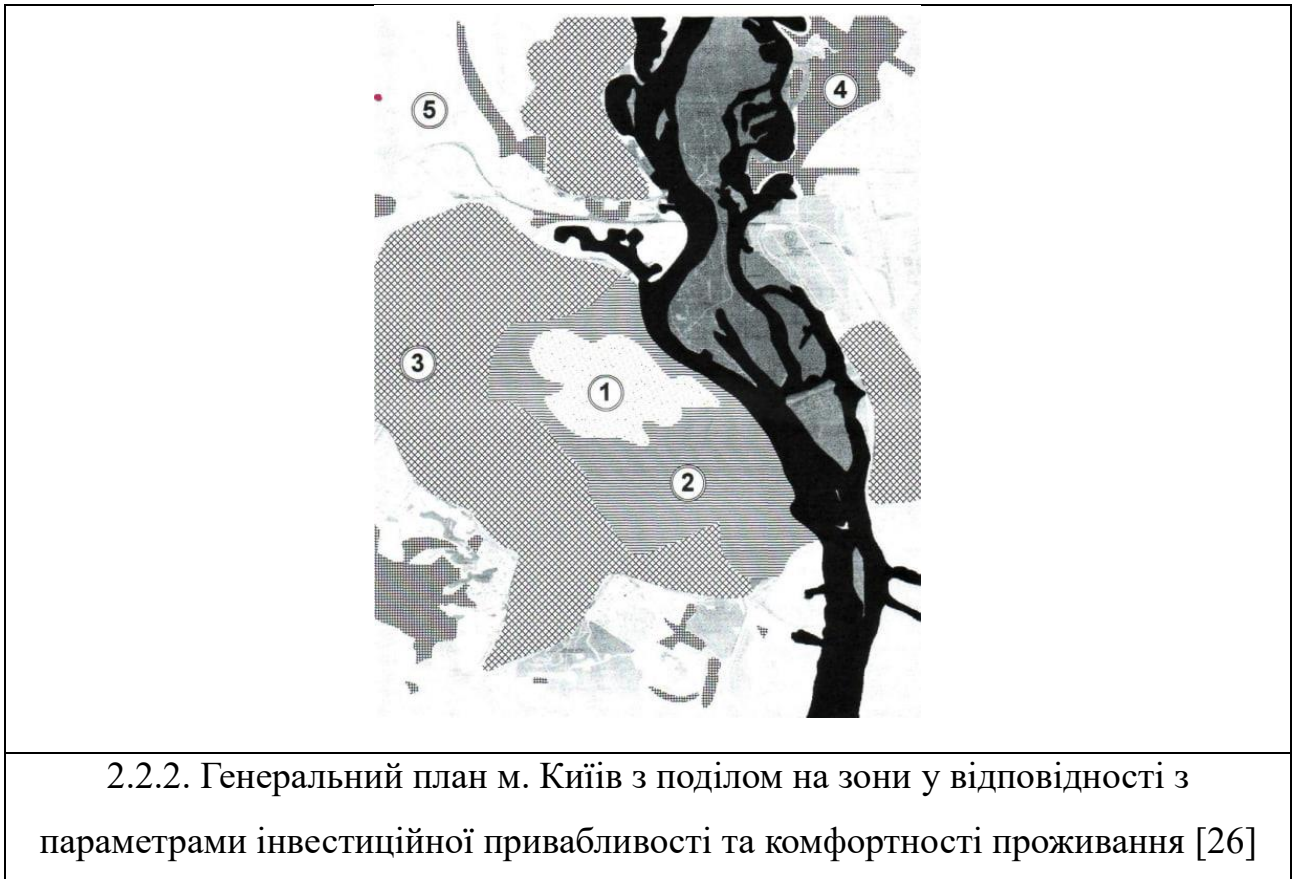 5
4
3
1
2
2.2.2. Генеральний план м. Київ з поділом на зони у відповідності з
параметрами інвестиційної привабливості та комфортності проживання [26]